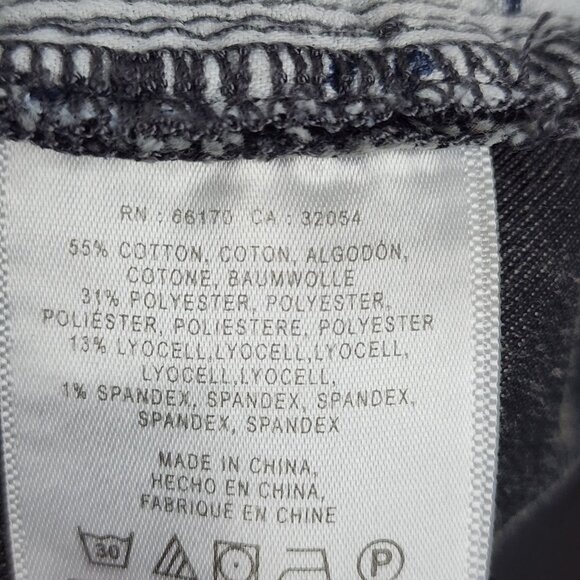 RN : 66170 CA : 32054
55% COTTON, COTON, ALGODÓN,
COTONE, BAUMWOLLE
31% POLYESTER, POLYESTER,
POLIÉSTER, POLIESTERE, POLYESTER
13% LYOCELL,LYOCELL,LYOCELL,
LYOCELL,LYOCELL,
1% SPANDEX, SPANDEX, SPANDEX,
SPANDEX, SPANDEX
MADE IN CHINA,
HECHO EN CHINA,
FABRIQUÉ EN CHINE
30 P